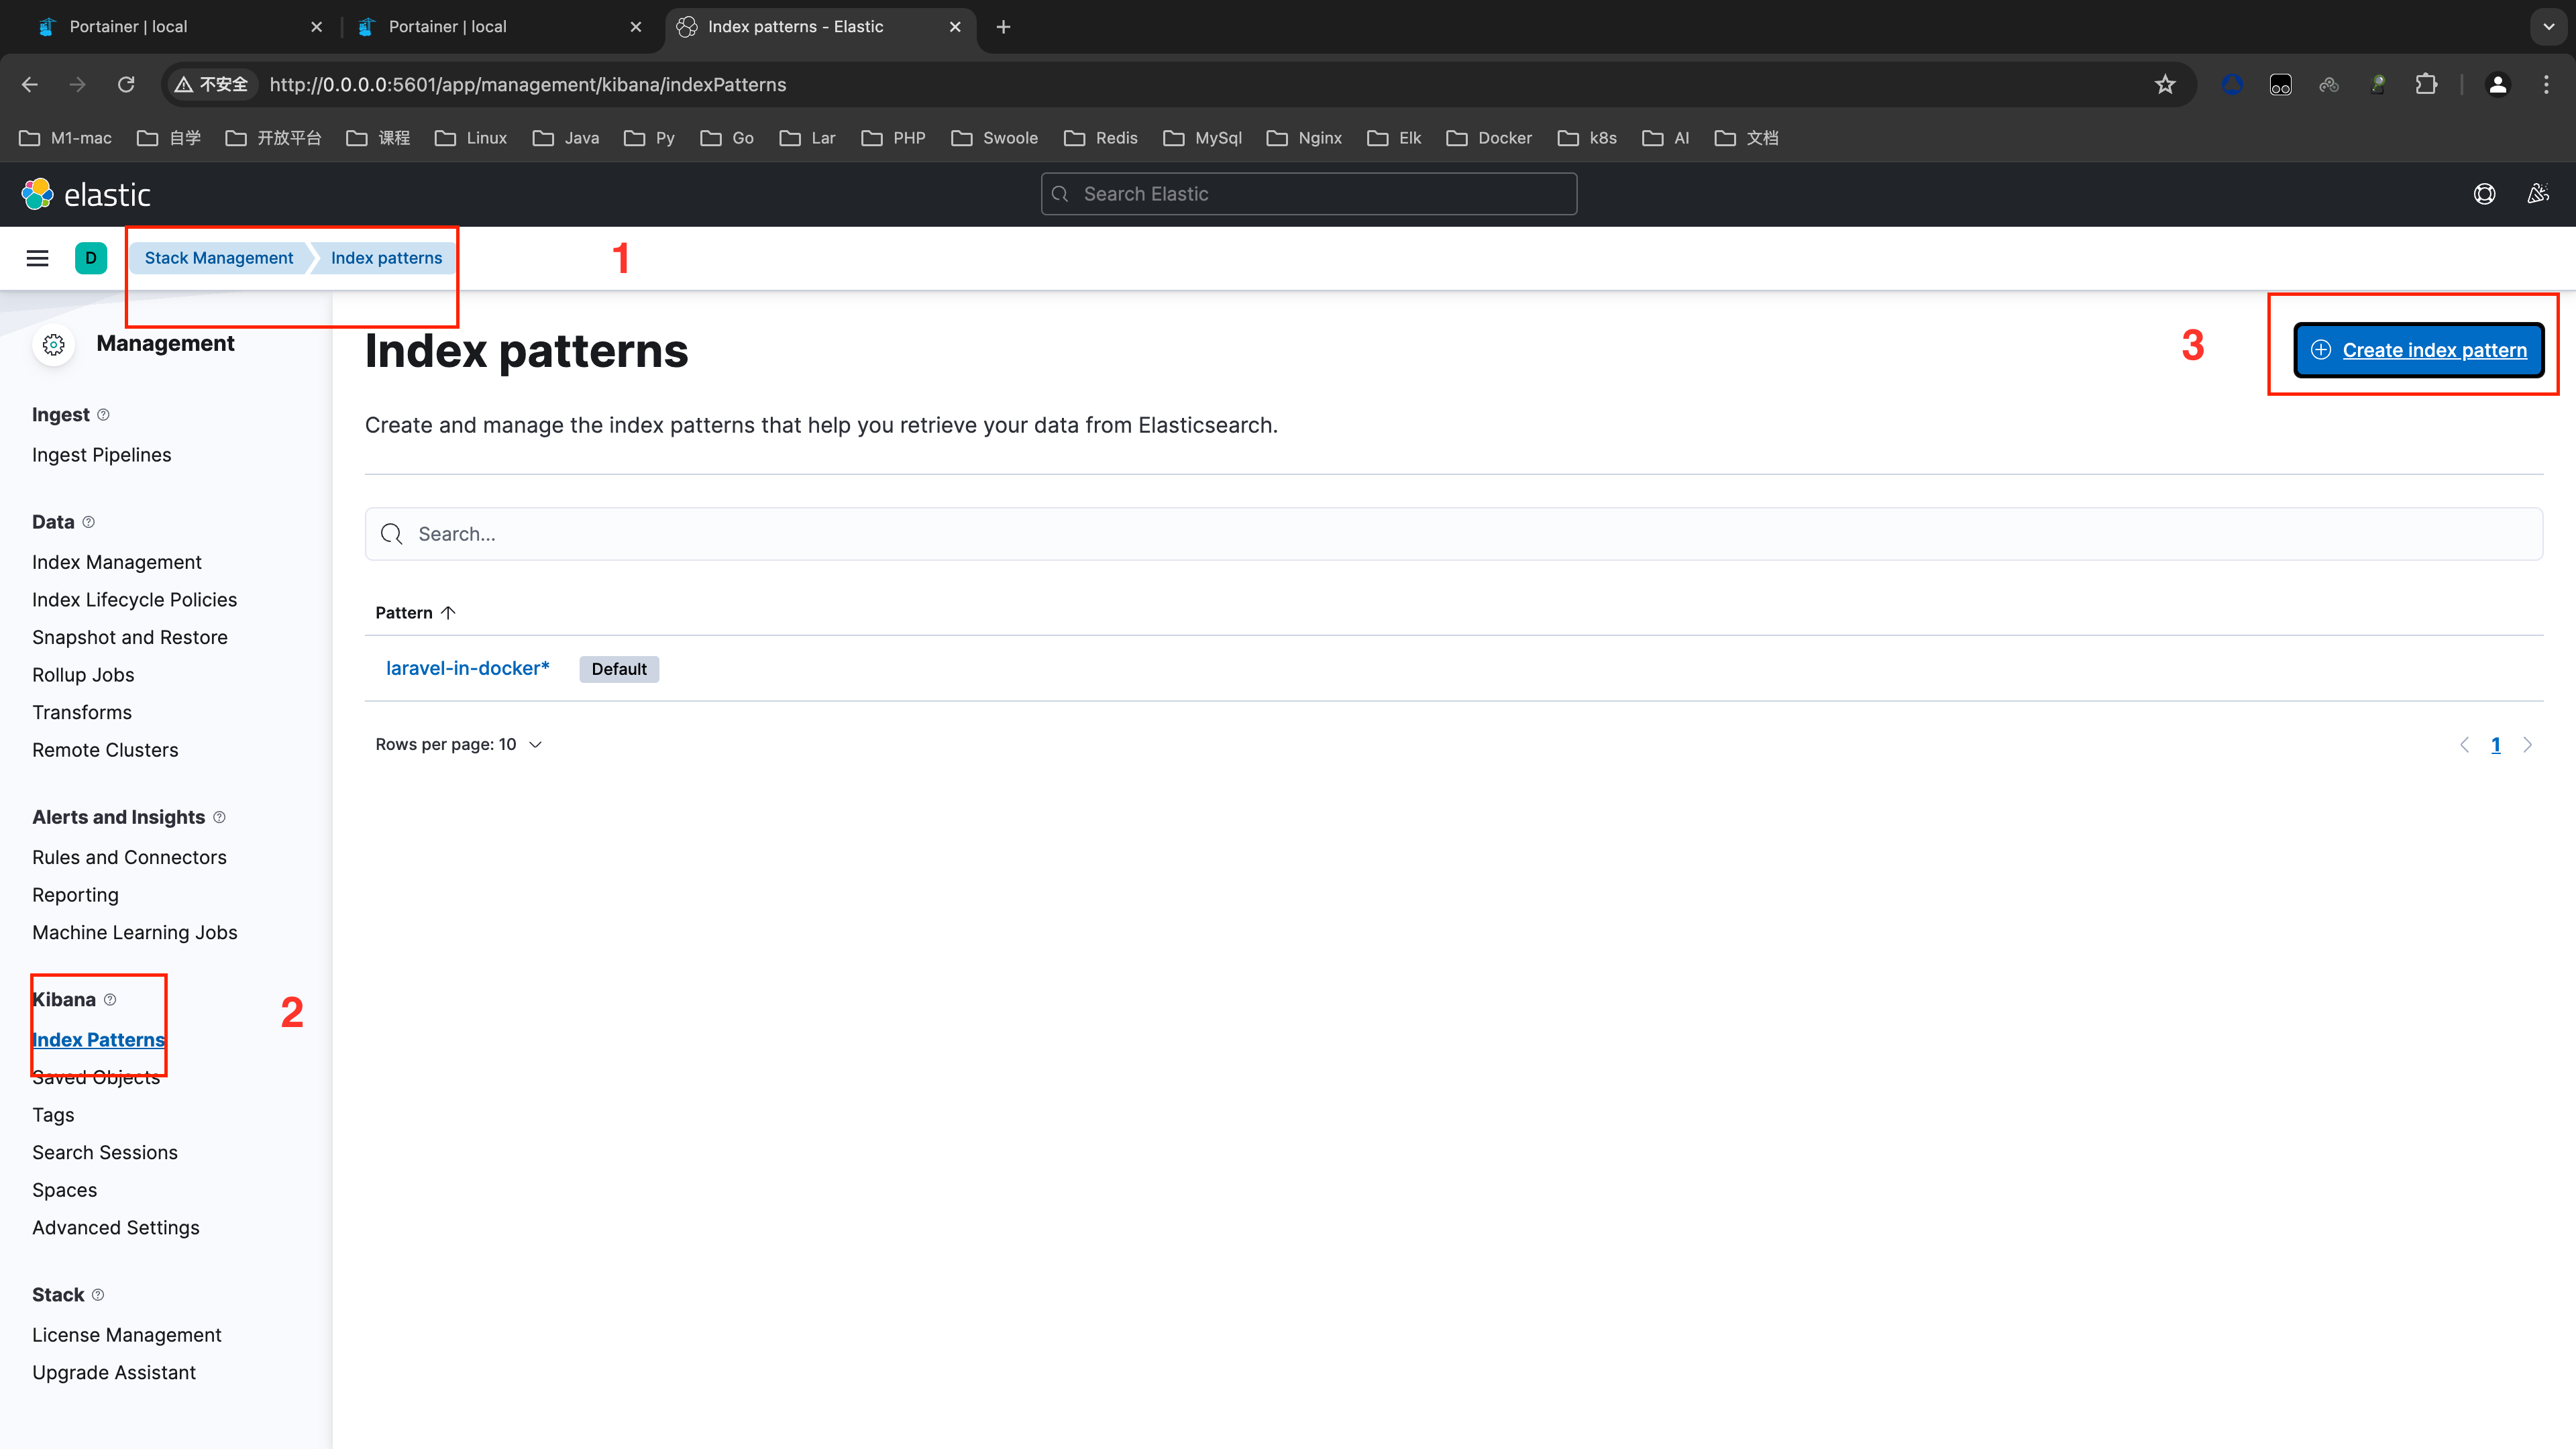 Portainer | local
Portainer | local
Index patterns - Elastic
不安全
http://0.0.0.0:5601/app/management/kibana/indexPatterns
M1-mac
自学
开放平台
课程
Linux
Java
Py
Go
Lar
PHP
Swoole
Redis
MySql
Nginx
Elk
Docker
k8s
AI
文档
elastic
Search Elastic
D
Stack Management
Index patterns
1
Management
Ingest
Ingest Pipelines
Data
Index Management
Index Lifecycle Policies
Snapshot and Restore
Rollup Jobs
Transforms
Remote Clusters
Alerts and Insights
Rules and Connectors
Reporting
Machine Learning Jobs
Kibana
2
Index Patterns
Saved Objects
Tags
Search Sessions
Spaces
Advanced Settings
Stack
License Management
Upgrade Assistant
Index patterns
3
Create index pattern
Create and manage the index patterns that help you retrieve your data from Elasticsearch.
Search...
Pattern
laravel-in-docker*
Default
Rows per page: 10
1